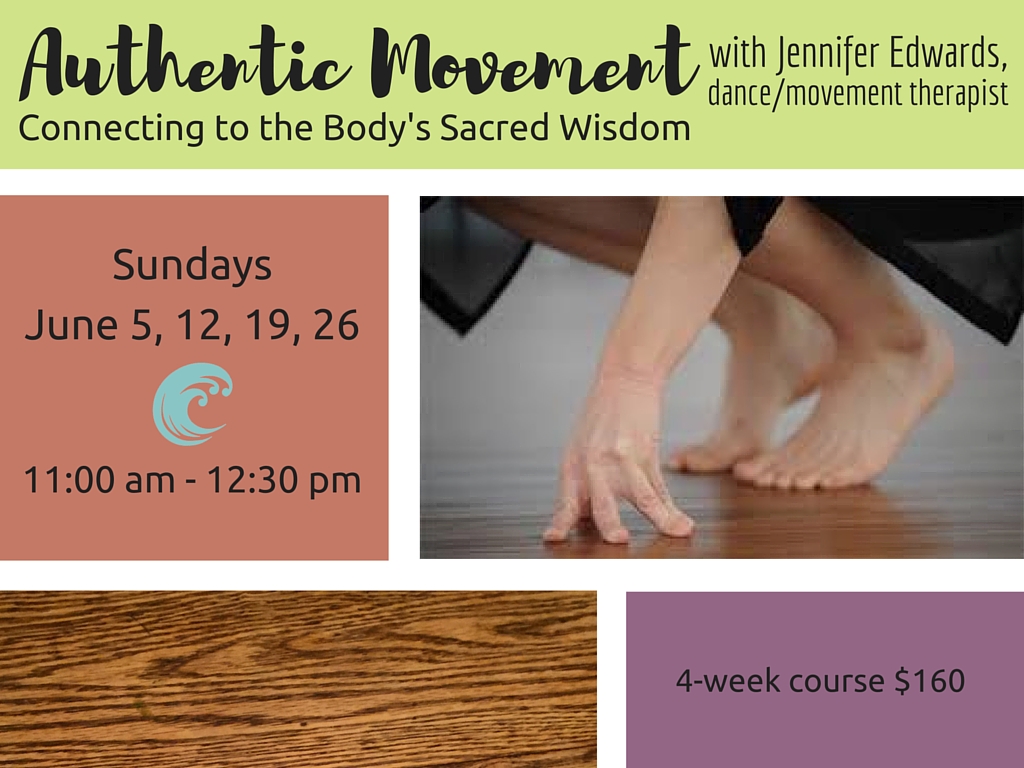 Authentic Movement
with Jennifer Edwards,
dance/movement therapist
Connecting to the Body's Sacred Wisdom
Sundays
June 5, 12, 19, 26
11:00 am - 12:30 pm
4-week course $160